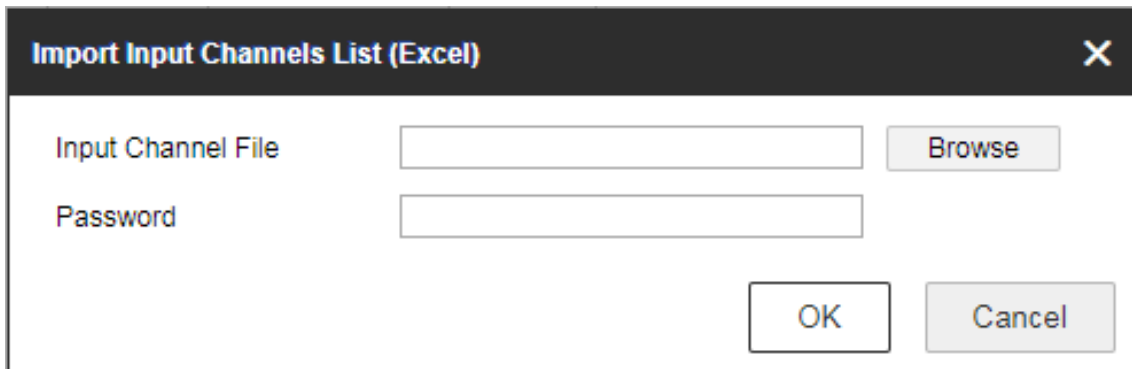 Import Input Channels List (Excel)
Input Channel File
Browse
Password
OK
Cancel